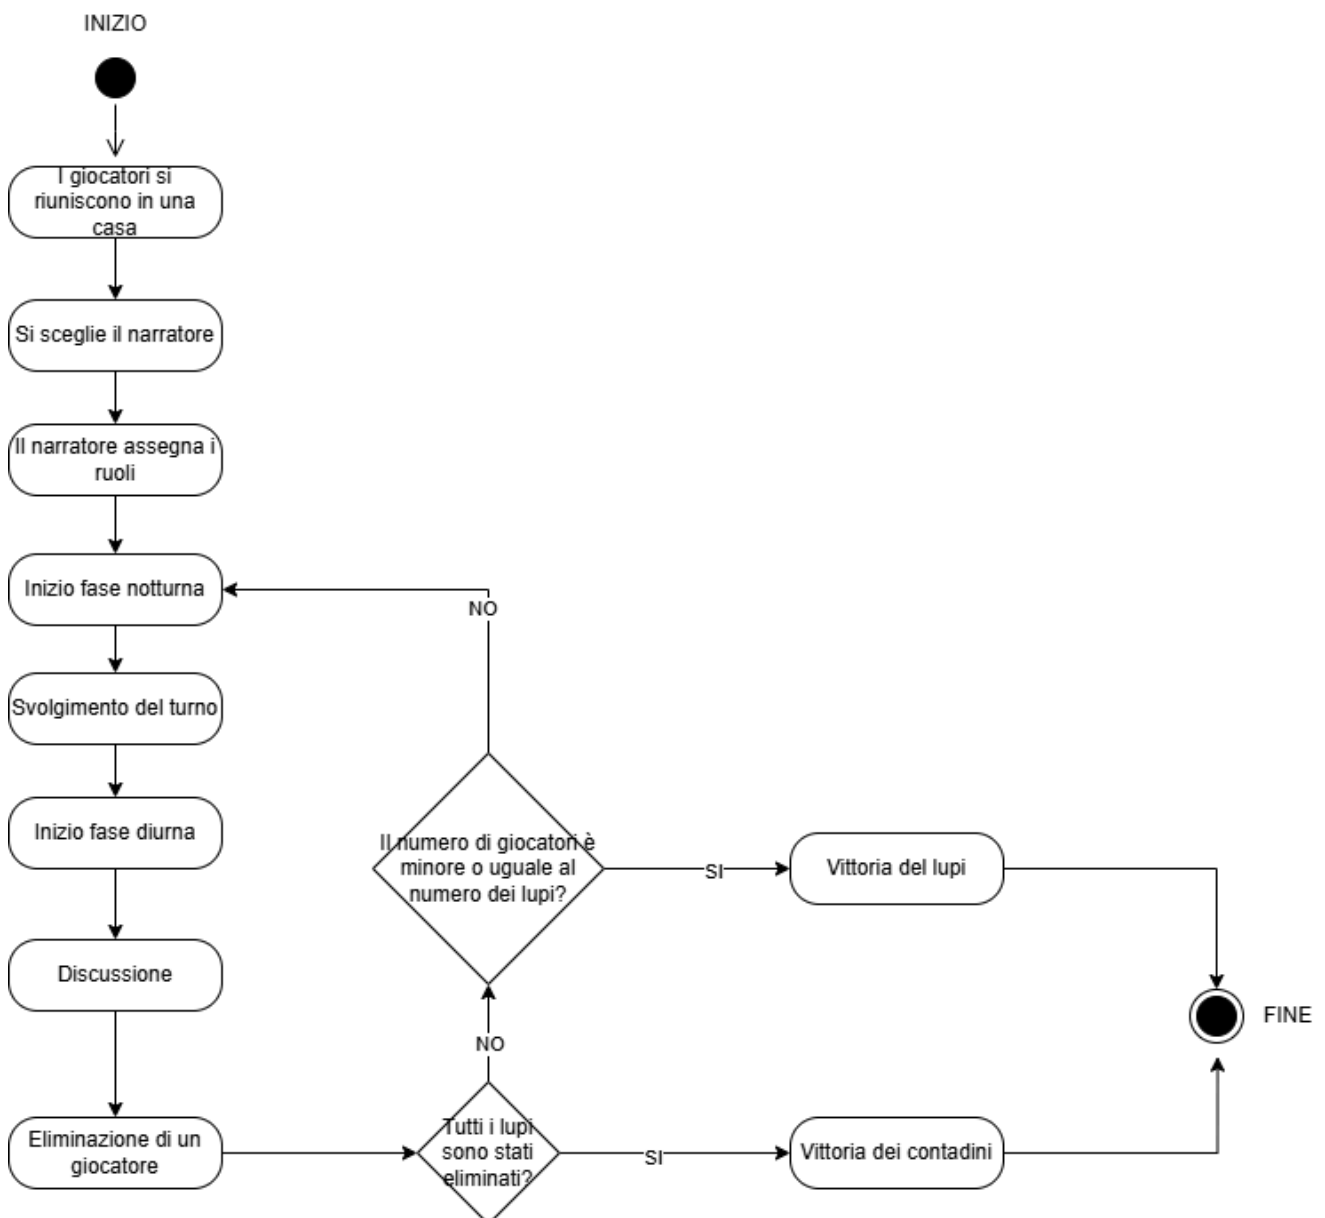 INIZIO
I giocatori si
riuniscono in una
casa
Si sceglie il narratore
Il narratore assegna i
ruoli
Inizio fase notturna
NO
Svolgimento del turno
Inizio fase diurna
Il numero di giocatori è
minore o uguale al
numero dei lupi?
SI
Vittoria del lupi
Discussione
FINE
NO
Eliminazione di un
giocatore
Tutti i lupi
sono stati
eliminati?
SI
Vittoria dei contadini